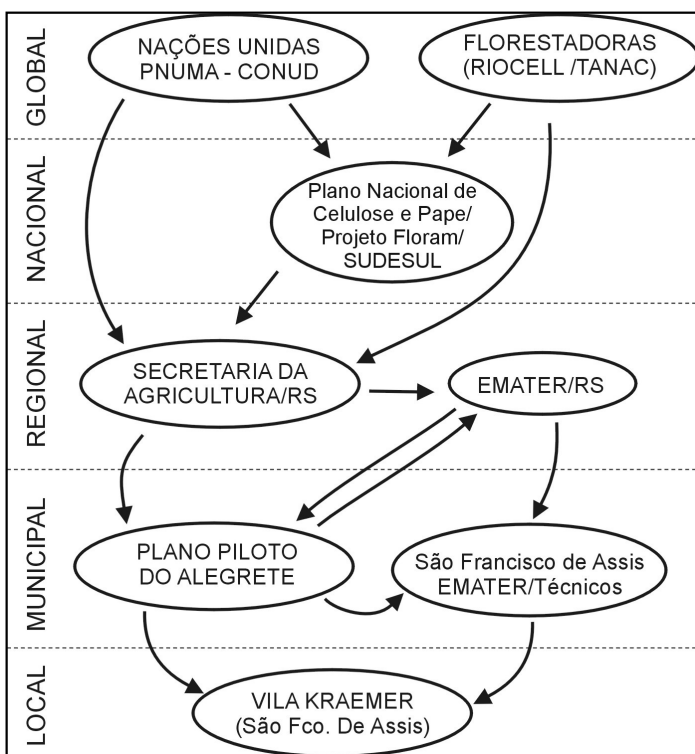 GLOBAL
NAÇÕES UNIDAS
PNUMA - CONUD
FLORESTADORAS
(RIOCELL /TANAC)
NACIONAL
Plano Nacional de
Celulose e Pape/
Projeto Floram/
SUDESUL
REGIONAL
SECRETARIA DA
AGRICULTURA/RS
EMATER/RS
MUNICIPAL
PLANO PILOTO
DO ALEGRETE
São Francisco de Assis
EMATER/Técnicos
LOCAL
VILA KRAEMER
(São Fco. De Assis)